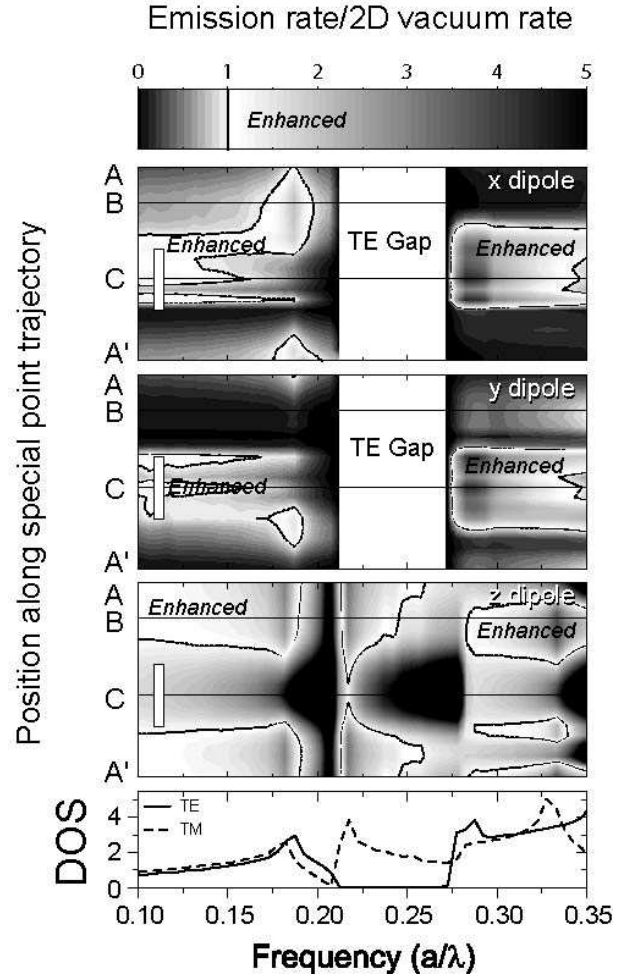 Emission rate/2D vacuum rate
0 1 2 3 4 5
Enhanced
Position along special point trajectory
A
x dipole
B
Enhanced
TE Gap
Enhanced
C
A'
A
y dipole
B
TE Gap
Enhanced
C
Enhanced
A'
A
z dipole
Enhanced
B
Enhanced
C
A'
DOS
4
2
0
TE
TM
0.10 0.15 0.20 0.25 0.30 0.35
Frequency (a/λ)